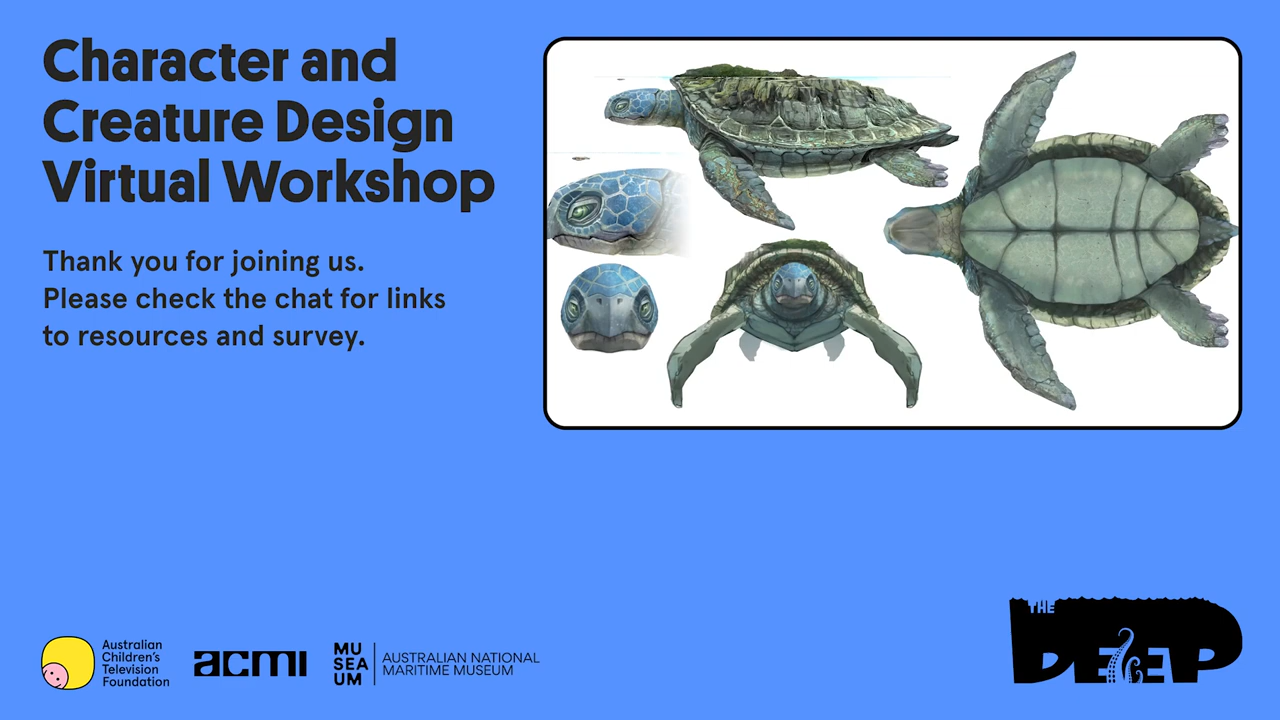 Character and
Creature Design
Virtual Workshop
Thank you for joining us.
Please check the chat for links
to resources and survey.
Australian
Children's
Television
Foundation
acmi
MU
SEA
UM
AUSTRALIAN NATIONAL
MARITIME MUSEUM
THE
DEEP